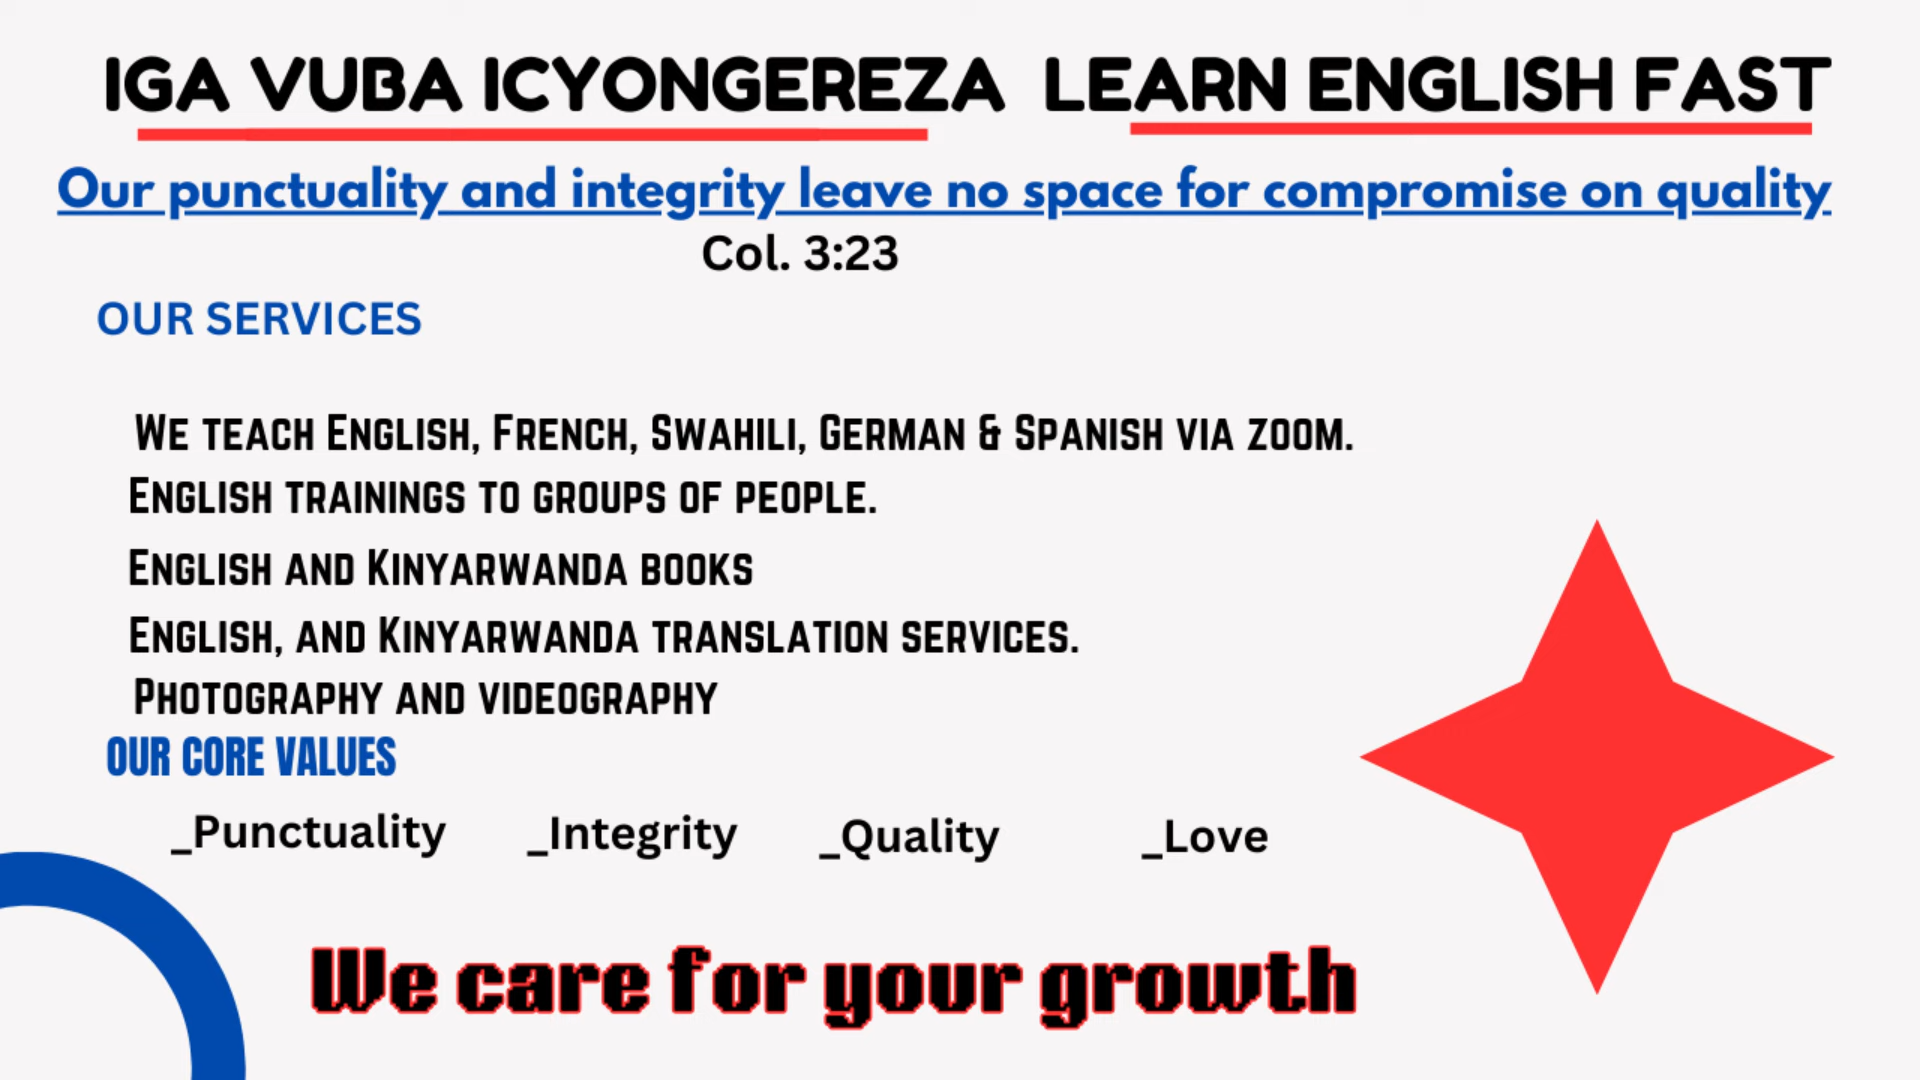 IGA VUBA ICYONGEREZA LEARN ENGLISH FAST
Our punctuality and integrity leave no space for compromise on quality
Col. 3:23
OUR SERVICES
We teach English, French, Swahili, German & Spanish via zoom.
English trainings to groups of people.
English and Kinyarwanda books
English, and Kinyarwanda translation services.
Photography and videography
OUR CORE VALUES
_Punctuality _Integrity _Quality _Love
We care for your growth